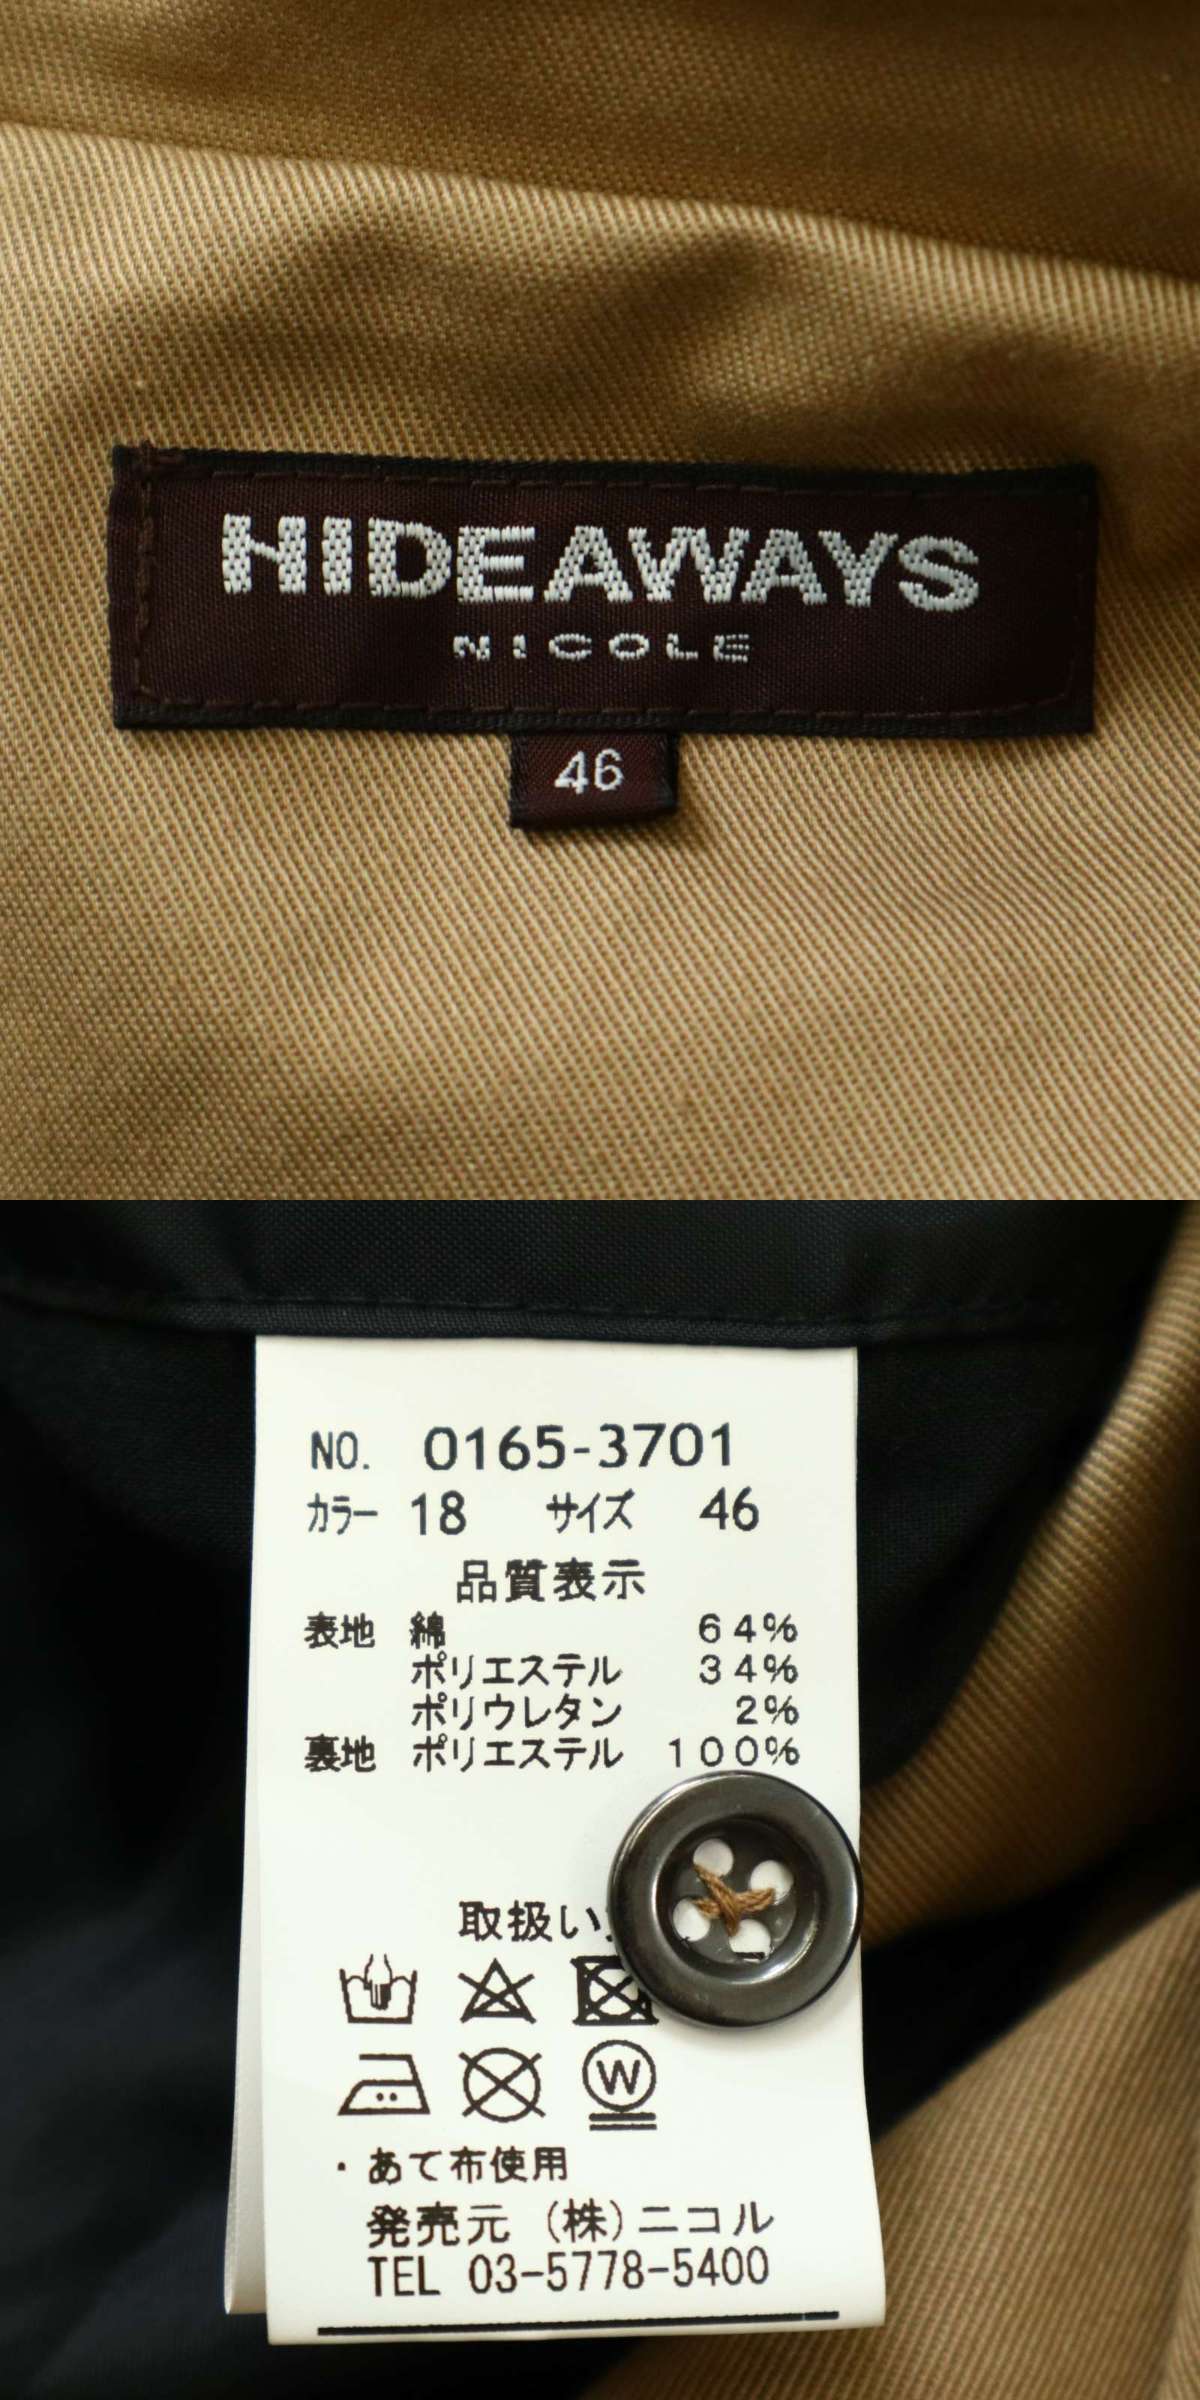 HIDEAWAYS
NICOLE
46
NO. 0165-3701
カラー 18 サイズ 46
品質表示
表地 綿 64%
ポリエステル 34%
ポリウレタン 2%
裏地 ポリエステル 100%
取扱い
W
・あて布使用
発売元 (株)ニコル
TEL 03-5778-5400